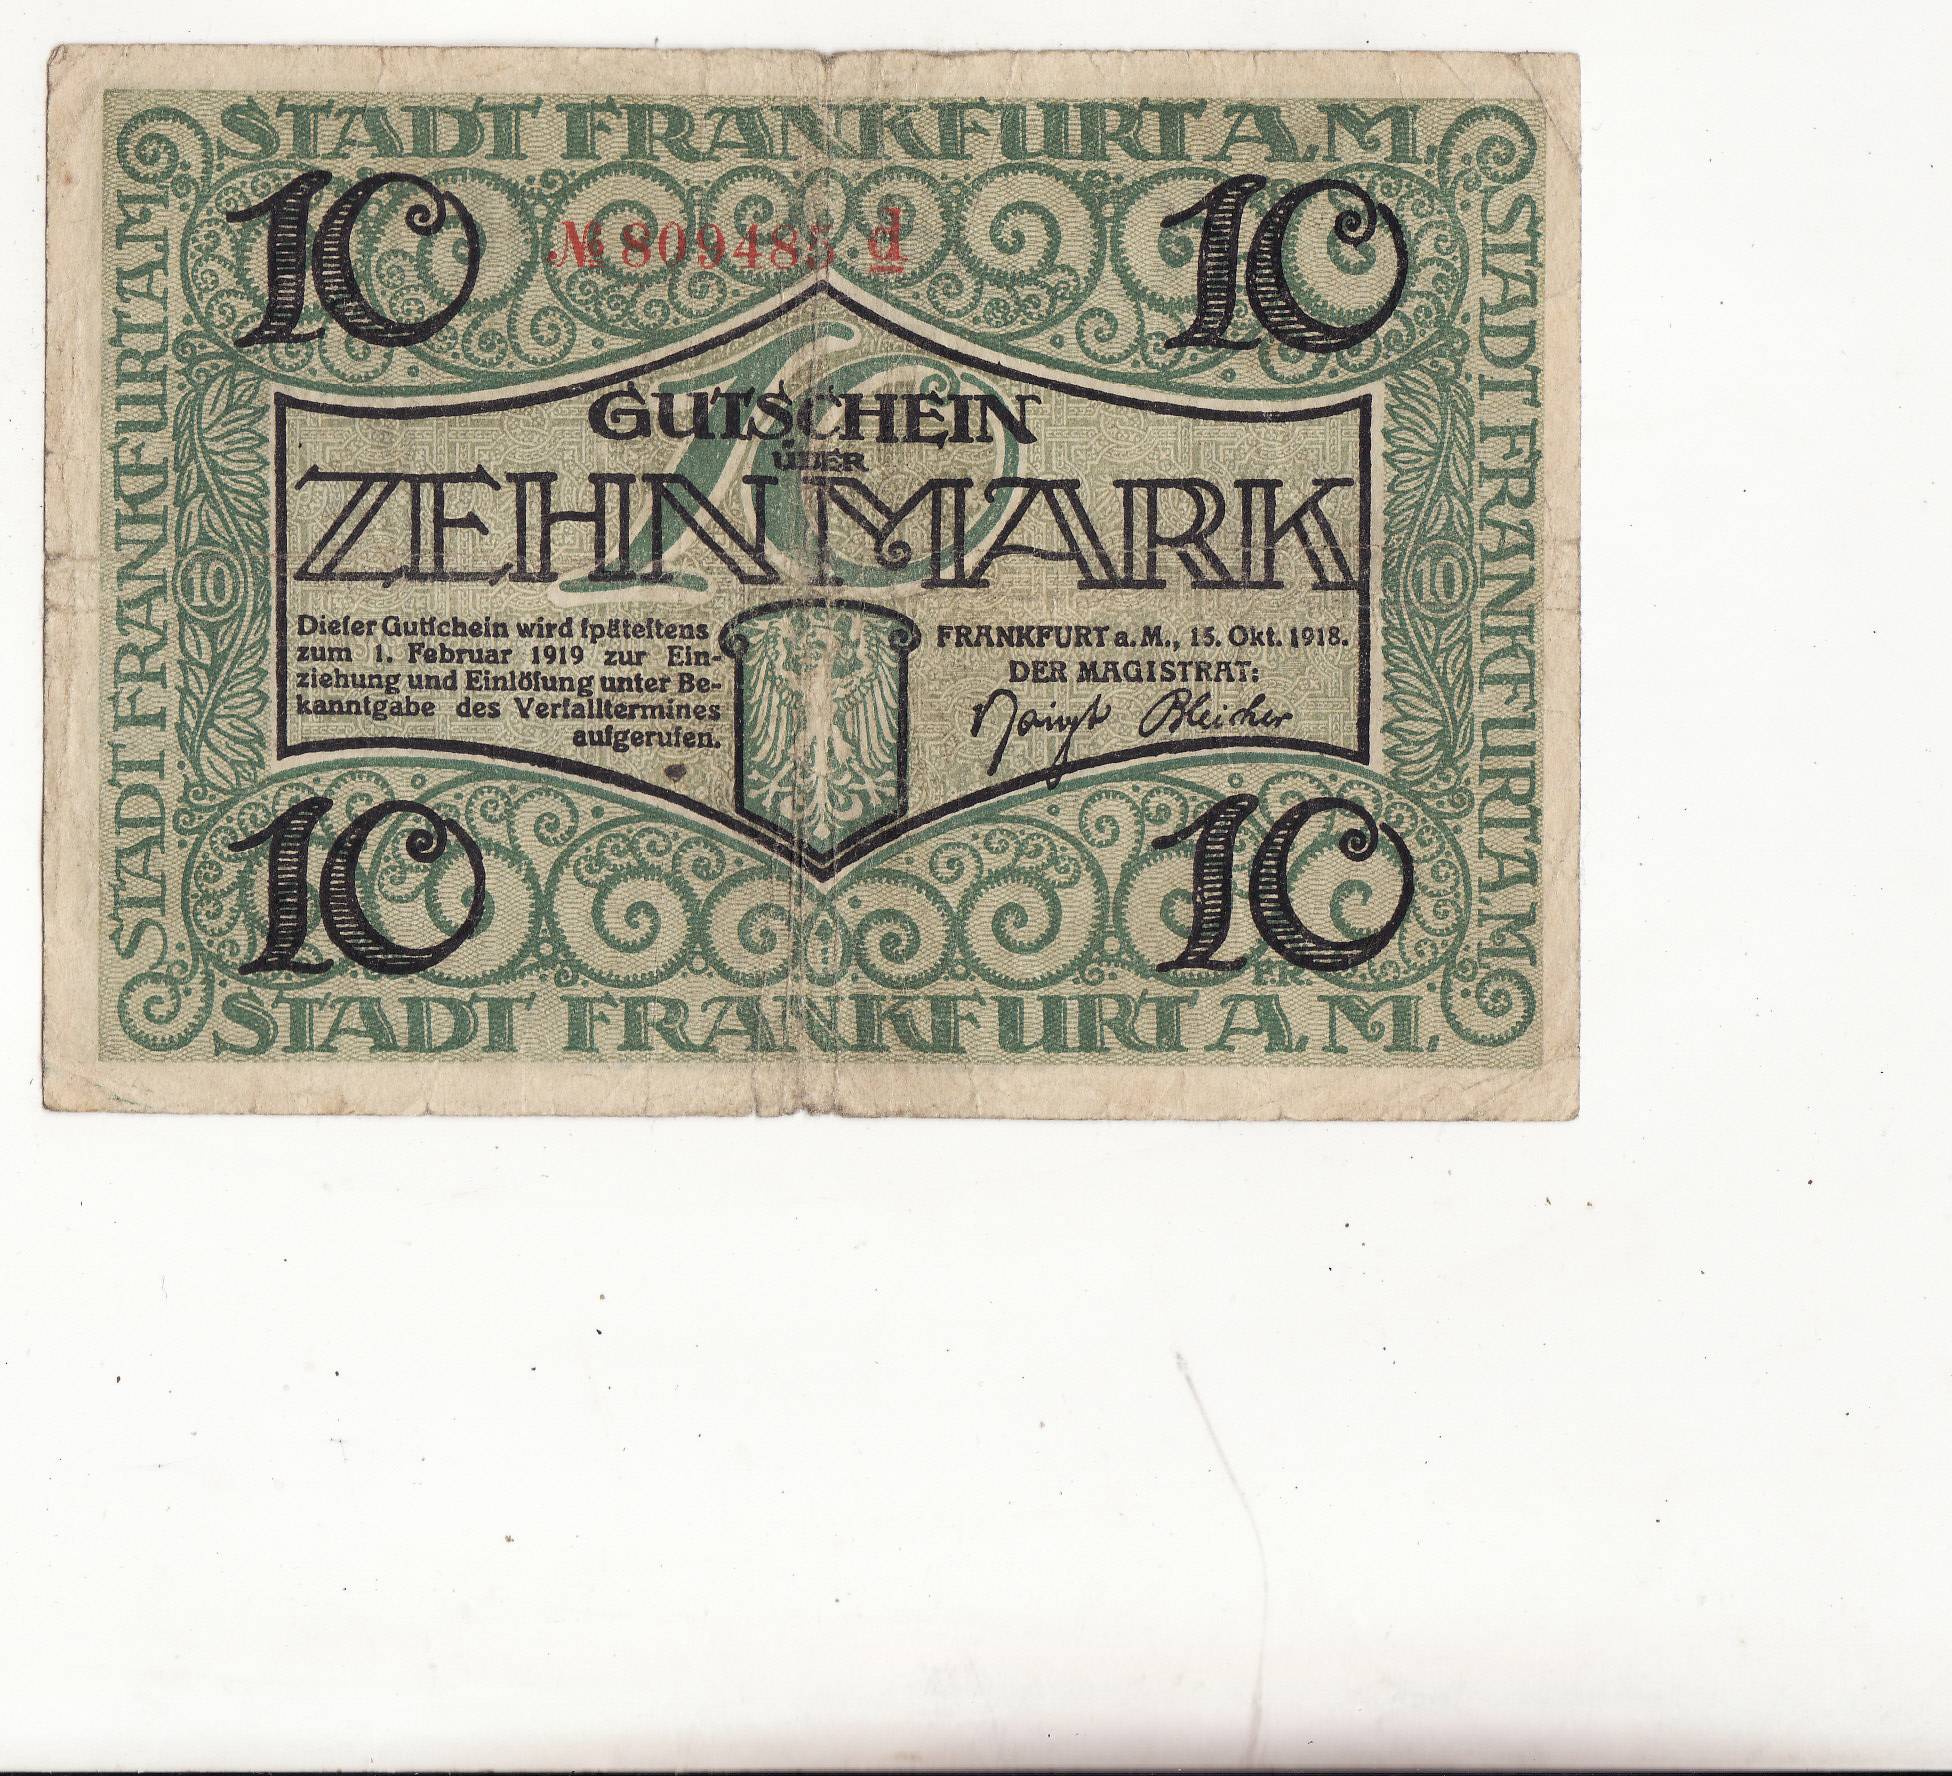 STADT FRANKFURT A.M.
STADT FRANKFURT A.M.
STADT FRANKFURT A.M.
10
10
№ 809485 d
GUTSCHEIN
ÜBER
ZEHN MARK
10
10
10
Dieſer Gutſchein wird ſpäteſtens
zum 1. Februar 1919 zur Ein-
ziehung und Einlöſung unter Be-
kanntgabe des Verfalltermines
aufgerufen.
FRANKFURT a. M., 15. Okt. 1918.
DER MAGISTRAT:
10
10
F.K.
STADT FRANKFURT A.M.